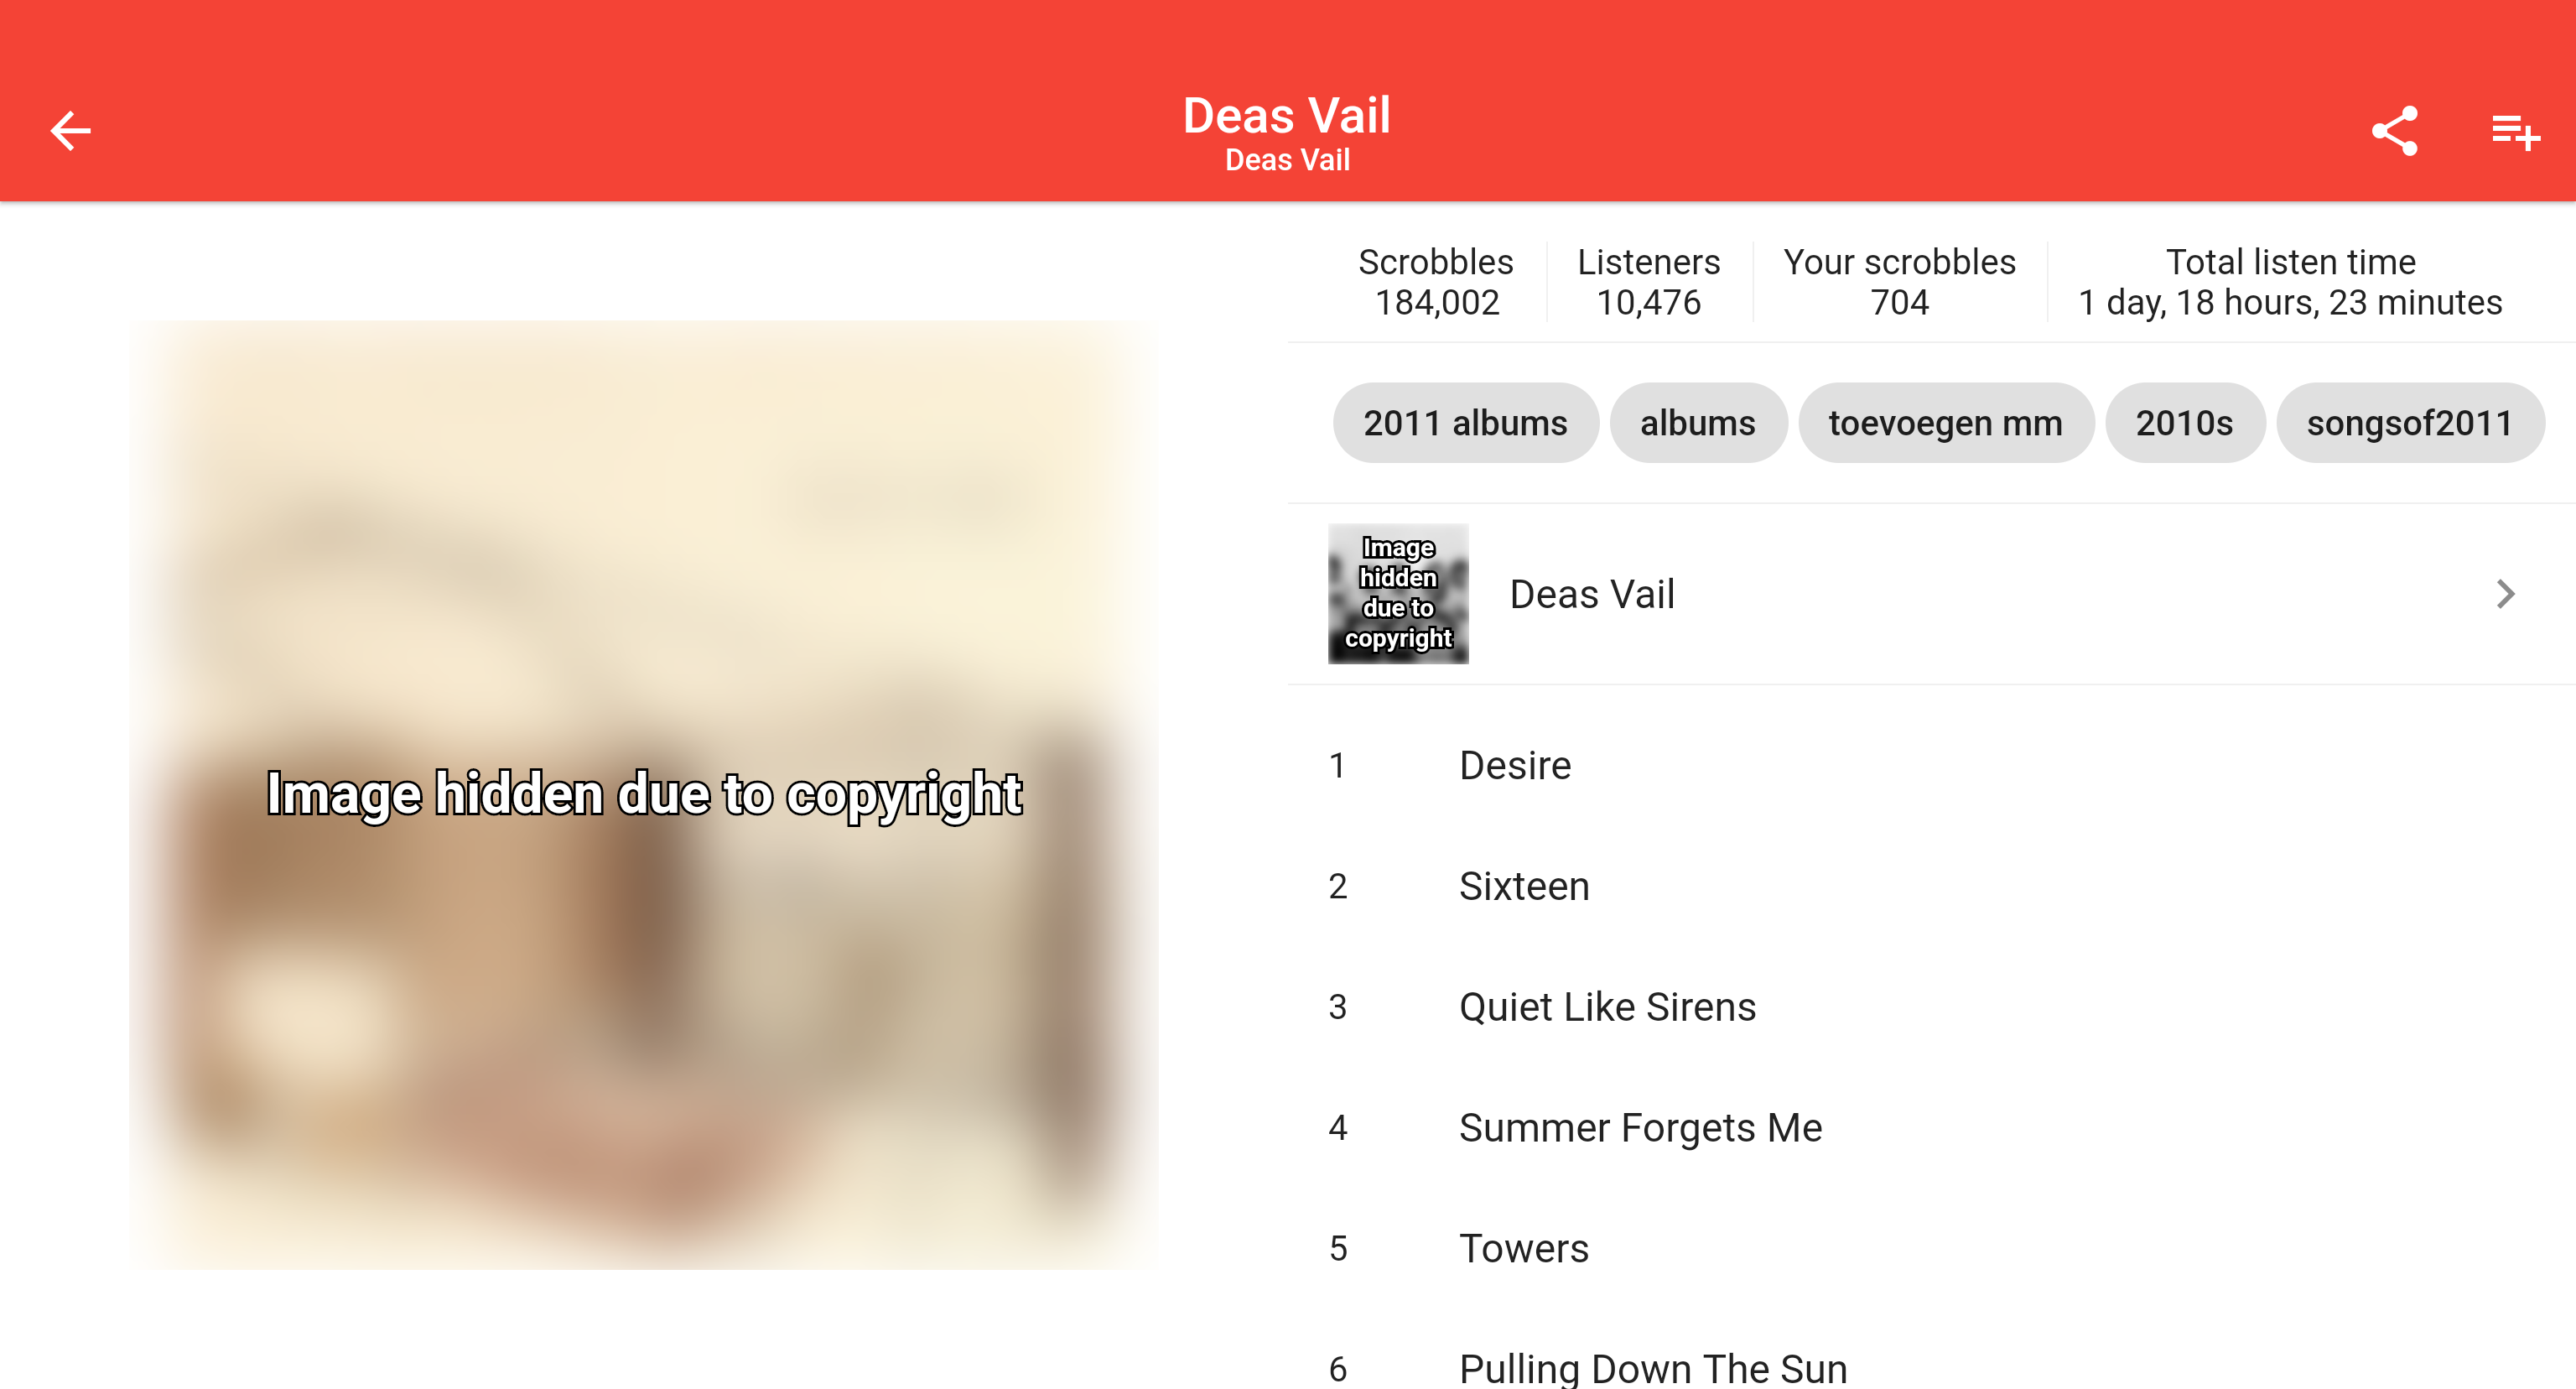 Deas Vail
Deas Vail
Scrobbles
184,002
Listeners
10,476
Your scrobbles
704
Total listen time
1 day, 18 hours, 23 minutes
2011 albums
albums
toevoegen mm
2010s
songsof2011
Image hidden due to copyright
Image
hidden
due to
copyright
Deas Vail
1 Desire
2 Sixteen
3 Quiet Like Sirens
4 Summer Forgets Me
5 Towers
6 Pulling Down The Sun